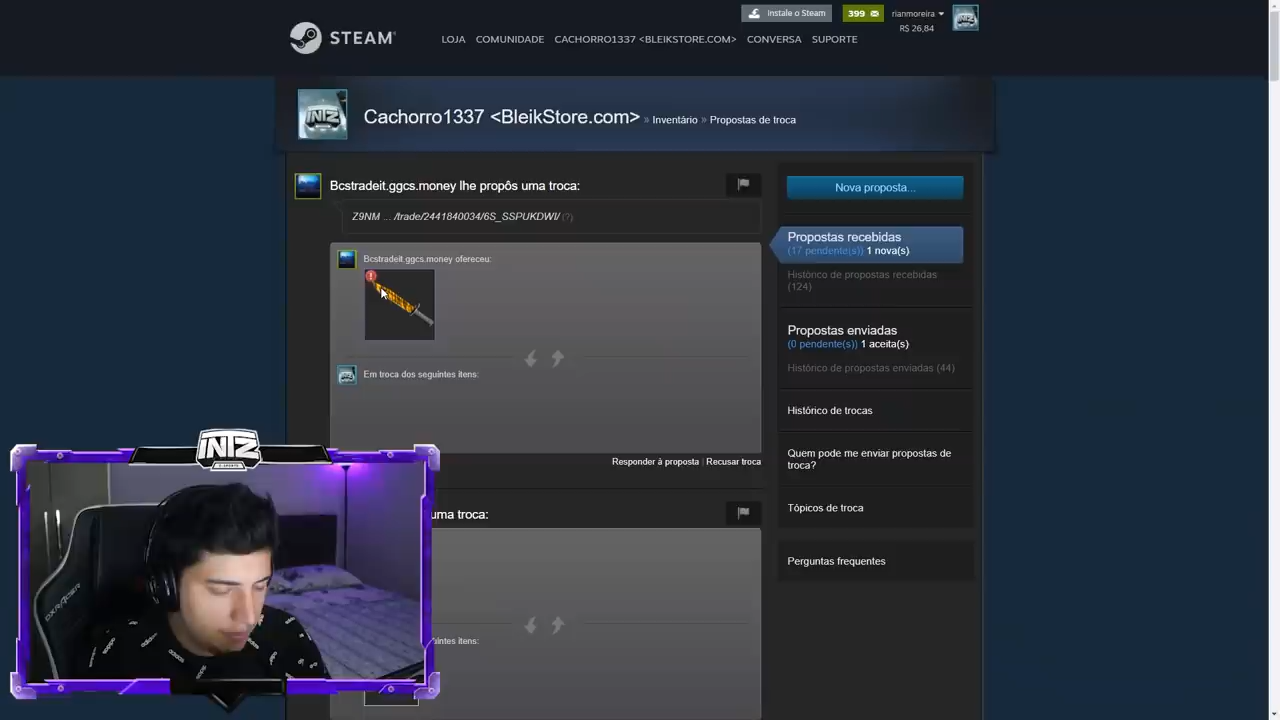 Instale o Steam
399
rianmoreira
R$ 26,84
STEAM
LOJA COMUNIDADE CACHORRO1337 <BLEIKSTORE.COM> CONVERSA SUPORTE
Cachorro1337 <BleikStore.com> » Inventário » Propostas de troca
Bcstradeit.ggcs.money lhe propôs uma troca:
Z9NM ... /trade/2441840034/6S_SSPUKDWI/ (?)
Bcstradeit.ggcs.money ofereceu:
Em troca dos seguintes itens:
Responder à proposta | Recusar troca
uma troca:
uintes itens:
Nova proposta...
Propostas recebidas
(17 pendente(s)) 1 nova(s)
Histórico de propostas recebidas
(124)
Propostas enviadas
(0 pendente(s)) 1 aceita(s)
Histórico de propostas enviadas (44)
Histórico de trocas
Quem pode me enviar propostas de
troca?
Tópicos de troca
Perguntas frequentes
INTZ
DXRACER